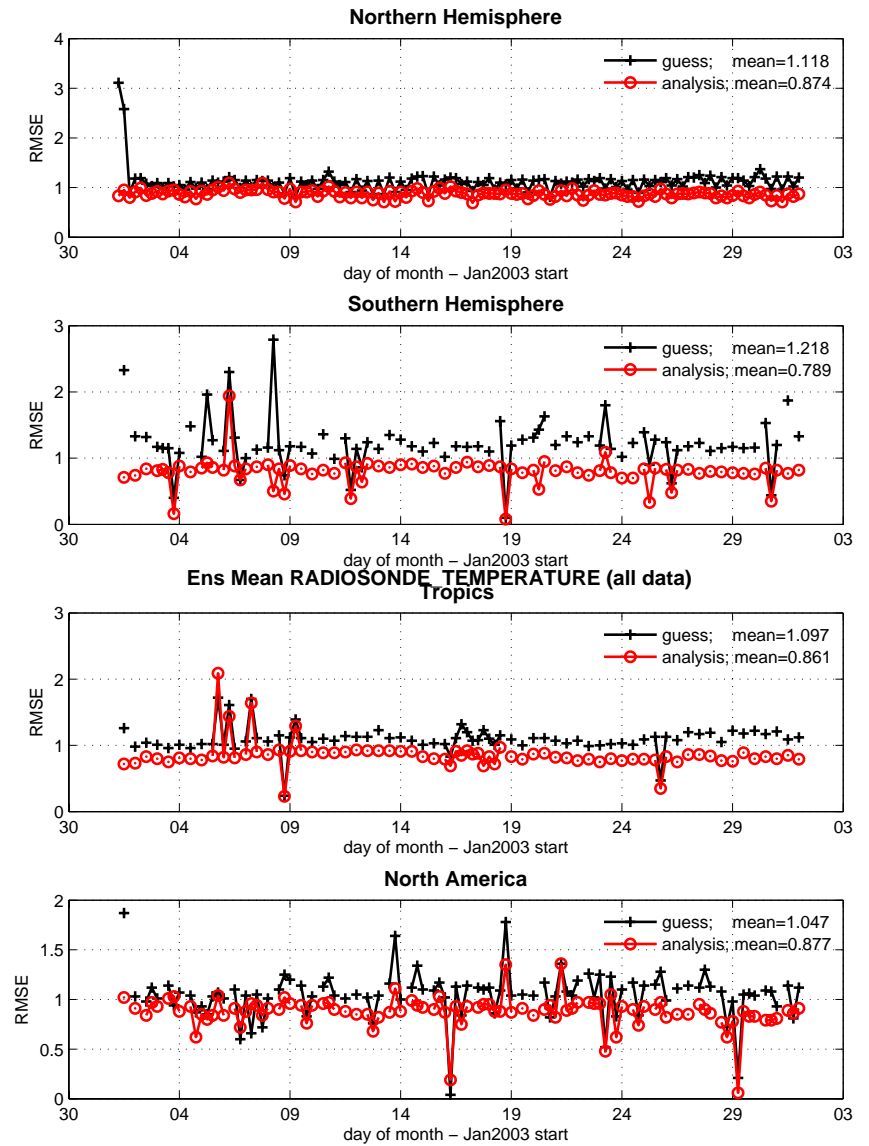 Northern Hemisphere
4
3
2
1
0
RMSE
guess;    mean=1.118
analysis; mean=0.874
30 04 09 14 19 24 29 03
day of month − Jan2003 start
Southern Hemisphere
3
2
1
0
RMSE
guess;    mean=1.218
analysis; mean=0.789
30 04 09 14 19 24 29 03
day of month − Jan2003 start
Ens Mean RADIOSONDE_TEMPERATURE (all data)
Tropics
3
2
1
0
RMSE
guess;    mean=1.097
analysis; mean=0.861
30 04 09 14 19 24 29 03
day of month − Jan2003 start
North America
2
1.5
1
0.5
0
RMSE
guess;    mean=1.047
analysis; mean=0.877
30 04 09 14 19 24 29 03
day of month − Jan2003 start